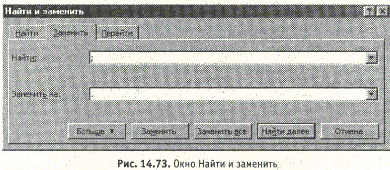 Найти и заменить
Найти Заменить Перейти
Найти: ;
Заменить на: .
Больше Заменить Заменить все Найти далее Отмена
Рис. 14.73. Окно Найти и заменить